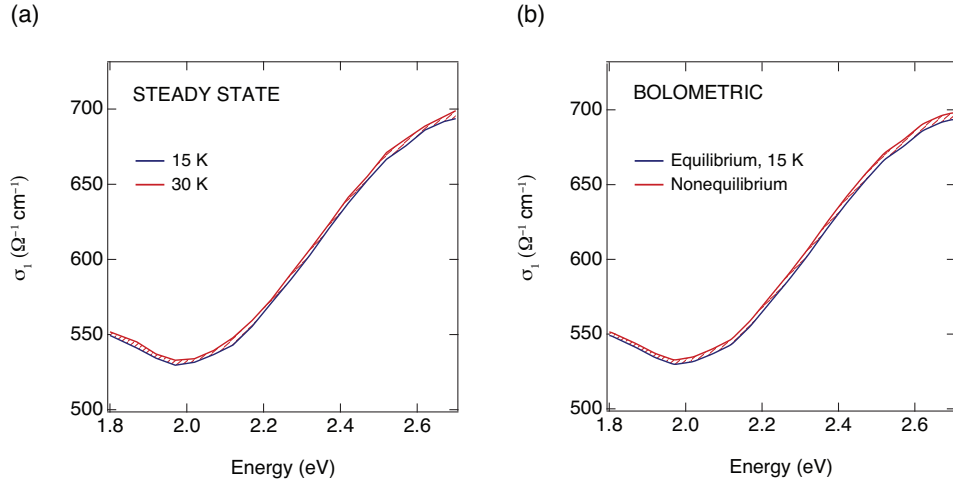 (a)
STEADY STATE
15 K
30 K
700
650
600
550
500
1.8 2.0 2.2 2.4 2.6
σ₁ (Ω⁻¹ cm⁻¹)
Energy (eV)
(b)
BOLOMETRIC
Equilibrium, 15 K
Nonequilibrium
700
650
600
550
500
1.8 2.0 2.2 2.4 2.6
σ₁ (Ω⁻¹ cm⁻¹)
Energy (eV)